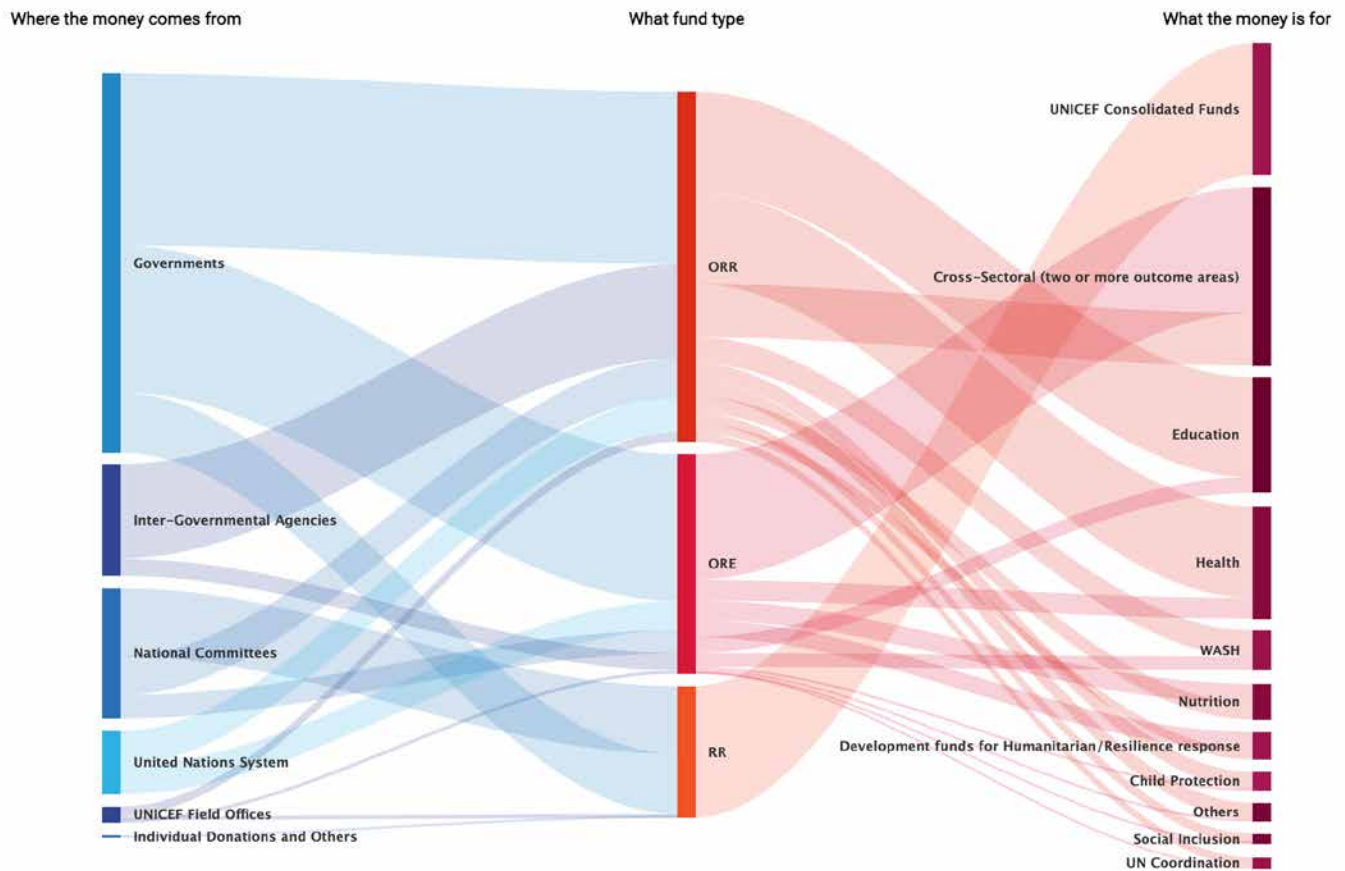 Where the money comes from
What fund type
What the money is for
Governments
Inter-Governmental Agencies
National Committees
United Nations System
UNICEF Field Offices
Individual Donations and Others
ORR
ORE
RR
UNICEF Consolidated Funds
Cross-Sectoral (two or more outcome areas)
Education
Health
WASH
Nutrition
Development funds for Humanitarian/Resilience response
Child Protection
Others
Social Inclusion
UN Coordination